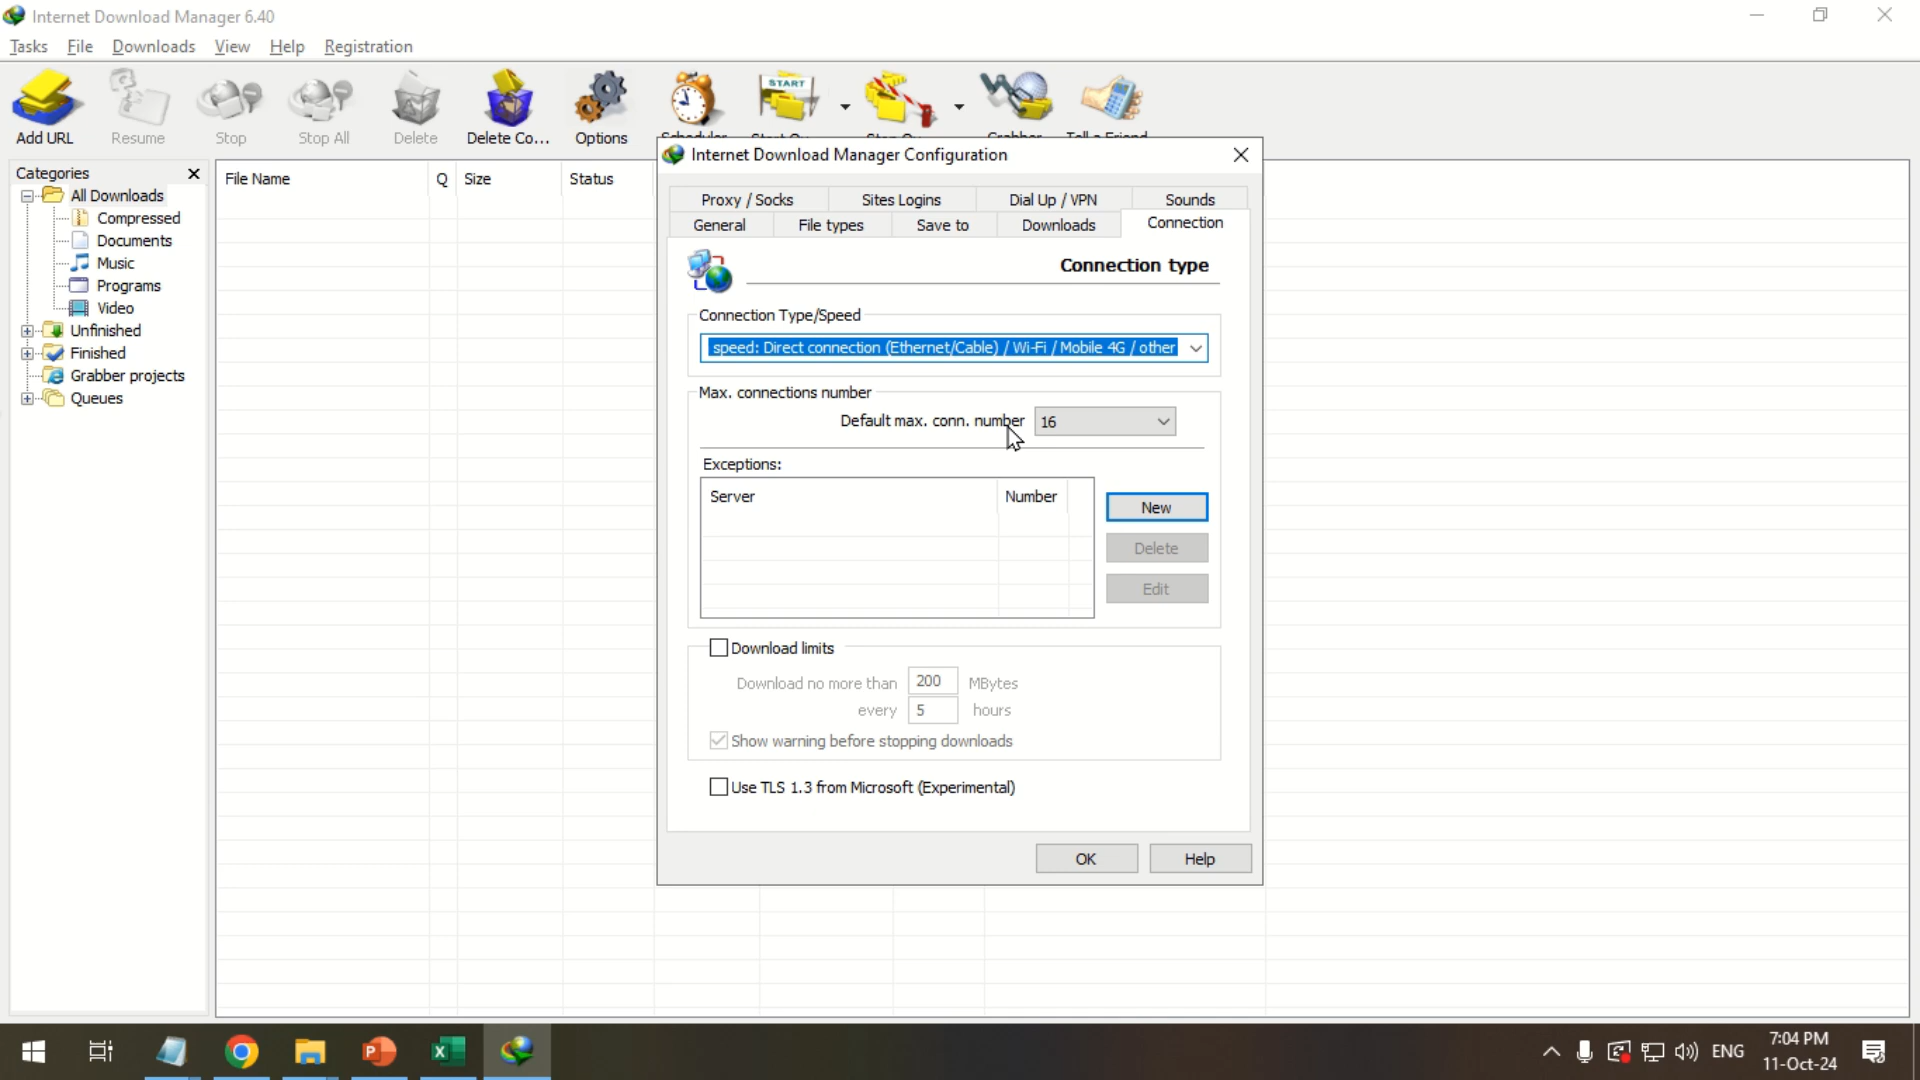 Internet Download Manager 6.40
Tasks File Downloads View Help Registration
Add URL Resume Stop Stop All Delete Delete Co... Options
START
Internet Download Manager Configuration
Categories
All Downloads
Compressed
Documents
Music
Programs
Video
Unfinished
Finished
Grabber projects
Queues
File Name Q Size Status
Proxy / Socks Sites Logins Dial Up / VPN Sounds
General File types Save to Downloads Connection
Connection type
Connection Type/Speed
speed: Direct connection (Ethernet/Cable) / Wi-Fi / Mobile 4G / other
Max. connections number
Default max. conn. number 16
Exceptions:
Server Number
New
Delete
Edit
Download limits
Download no more than 200 MBytes
every 5 hours
Show warning before stopping downloads
Use TLS 1.3 from Microsoft (Experimental)
OK Help
ENG
7:04 PM
11-Oct-24